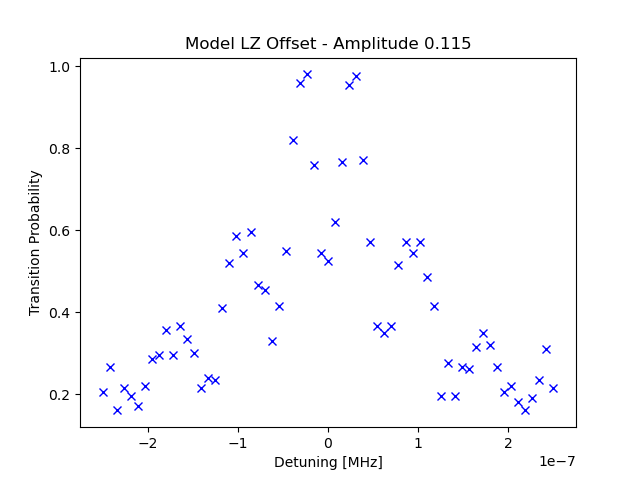 Model LZ Offset - Amplitude 0.115
Transition Probability
1.0
0.8
0.6
0.4
0.2
−2
−1
0
1
2
1e−7
Detuning [MHz]